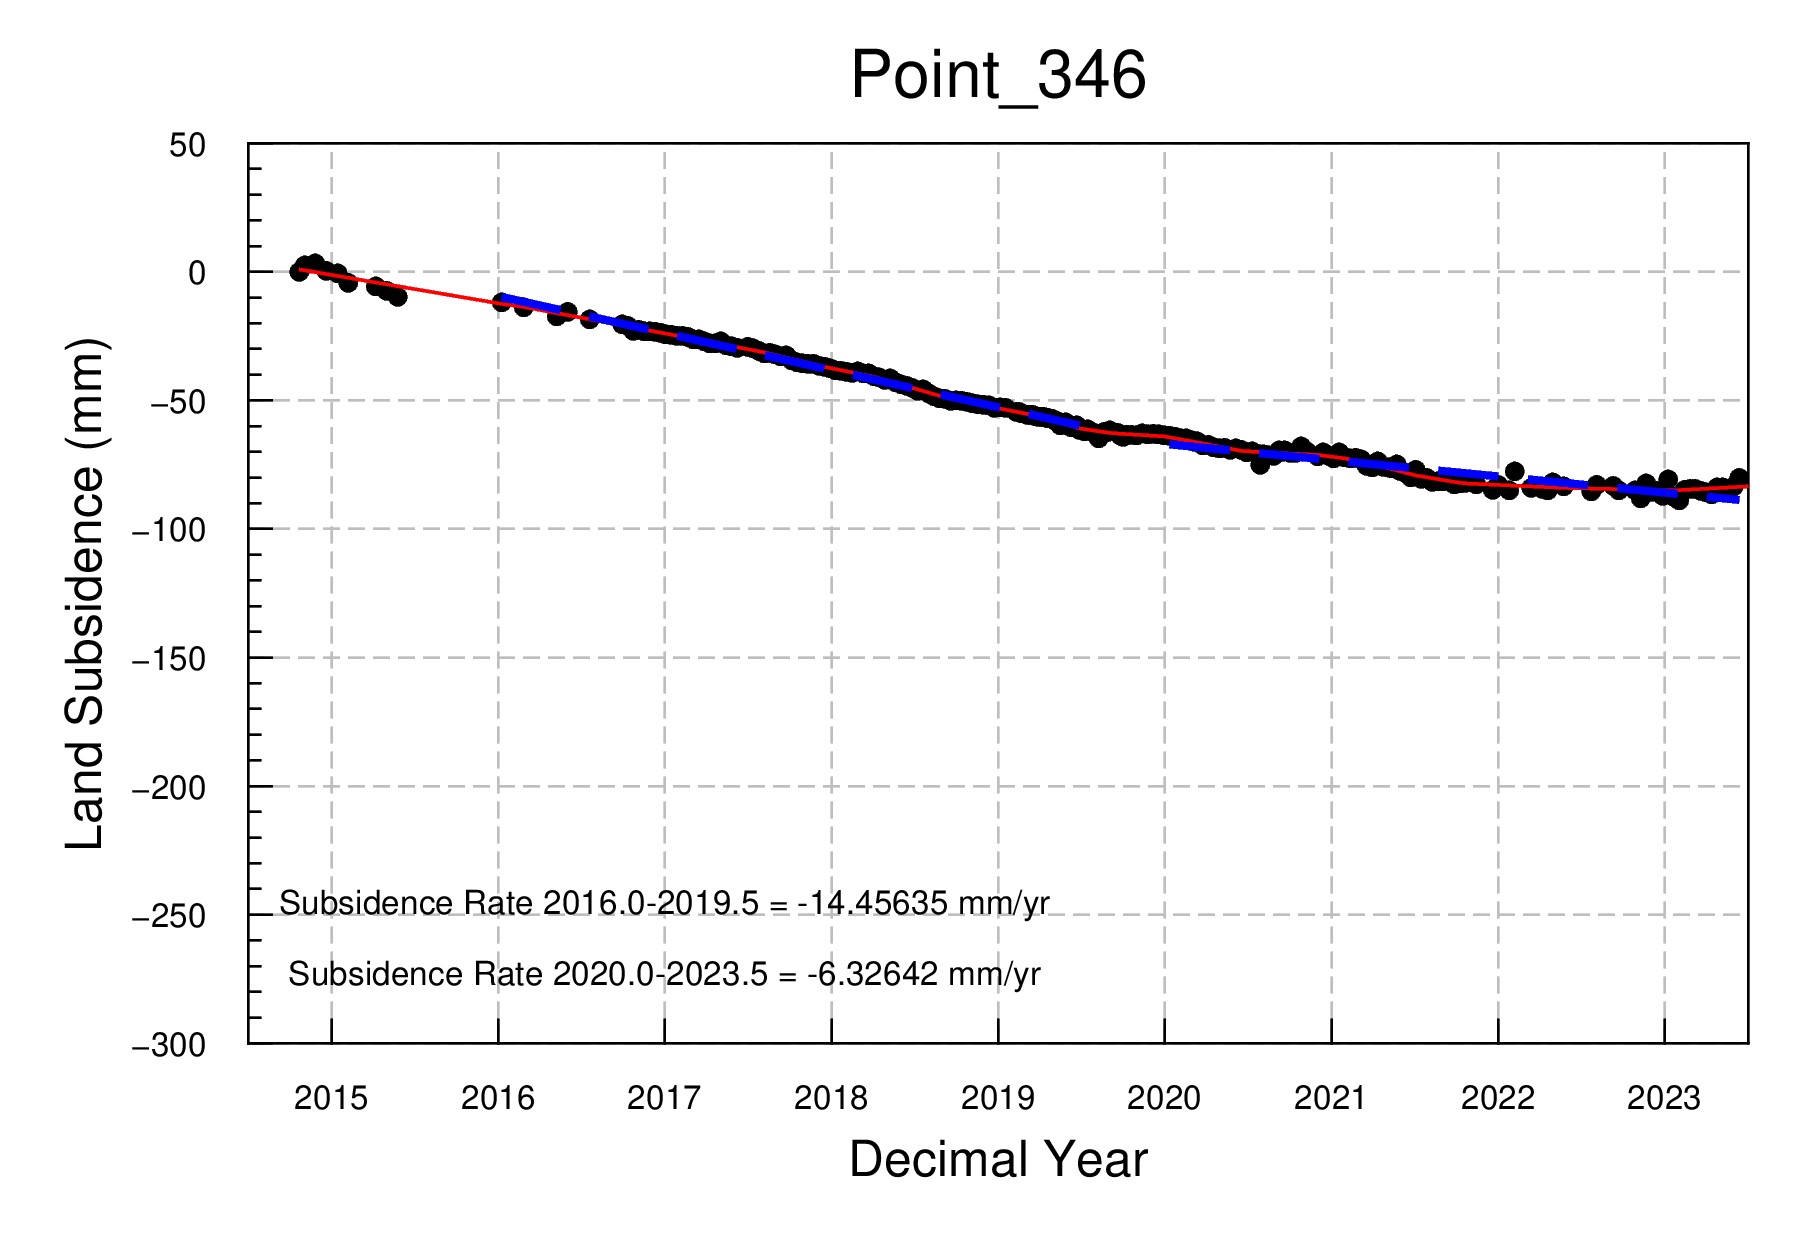 Point_346
50
0
−50
−100
−150
−200
−250
−300
Land Subsidence (mm)
Subsidence Rate 2016.0-2019.5 = -14.45635 mm/yr
Subsidence Rate 2020.0-2023.5 = -6.32642 mm/yr
2015 2016 2017 2018 2019 2020 2021 2022 2023
Decimal Year